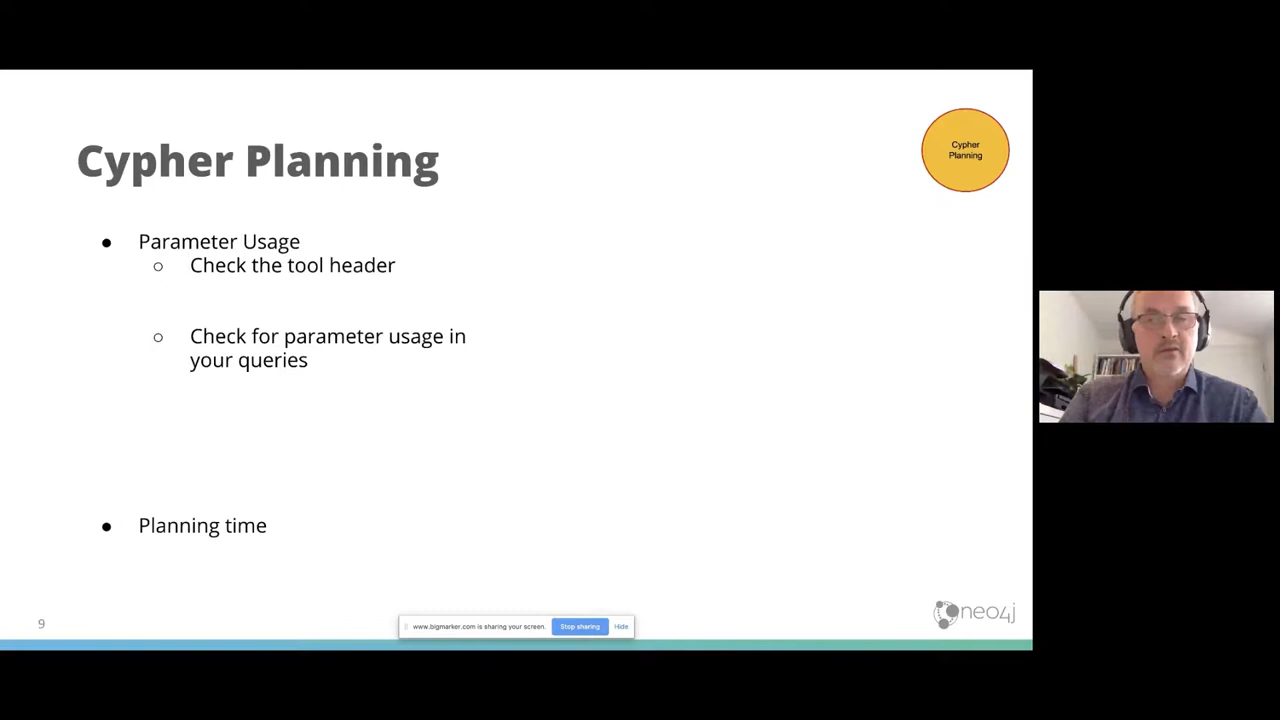 Cypher
Planning
Cypher Planning
● Parameter Usage
○ Check the tool header
○ Check for parameter usage in
your queries
● Planning time
9
www.bigmarker.com is sharing your screen.
Stop sharing
Hide
neo4j